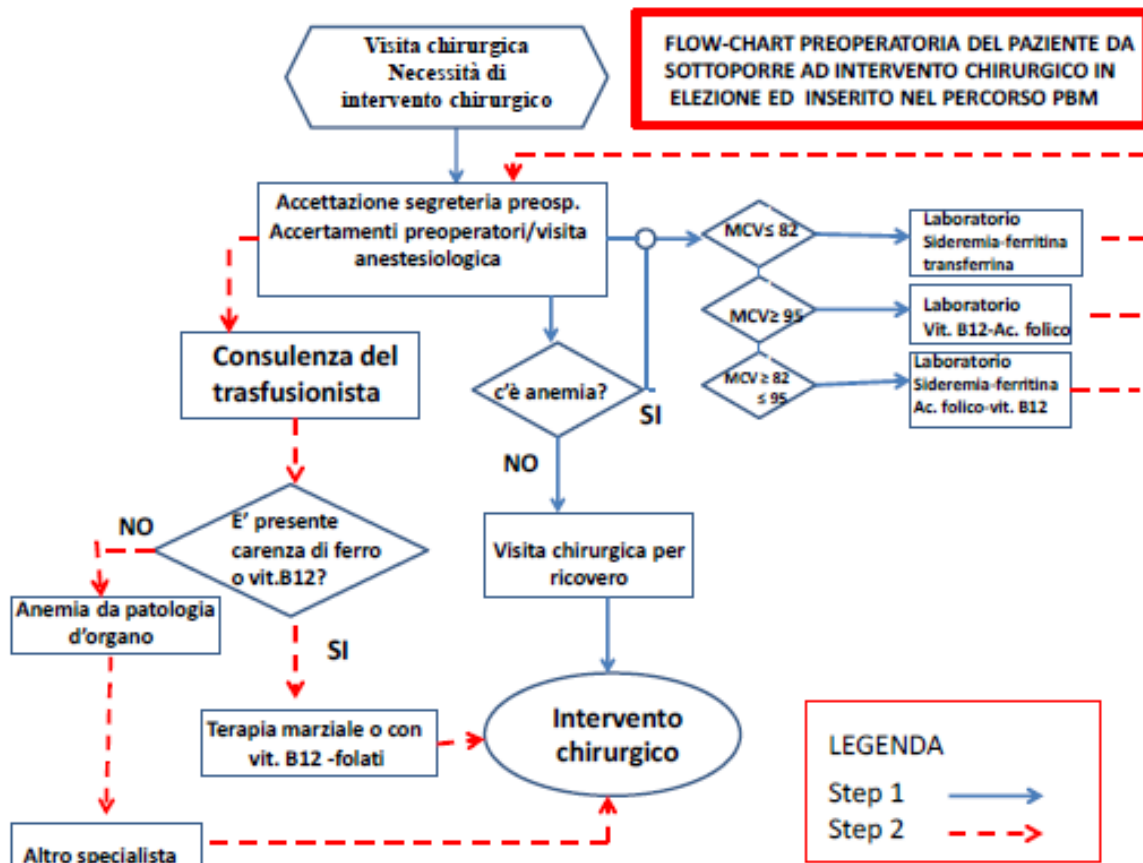 Visita chirurgica
Necessità di
intervento chirurgico
FLOW-CHART PREOPERATORIA DEL PAZIENTE DA
SOTTOPORRE AD INTERVENTO CHIRURGICO IN
ELEZIONE ED INSERITO NEL PERCORSO PBM
Accettazione segreteria preosp.
Accertamenti preoperatori/visita
anestesiologica
MCV≤ 82
Laboratorio
Sideremia-ferritina
transferrina
MCV≥ 95
Laboratorio
Vit. B12-Ac. folico
MCV ≥ 82
≤ 95
Laboratorio
Sideremia-ferritina
Ac. folico-vit. B12
Consulenza del
trasfusionista
c'è anemia?
SI
NO
E' presente
carenza di ferro
o vit.B12?
NO
SI
Visita chirurgica per
ricovero
Anemia da patologia
d'organo
Terapia marziale o con
vit. B12 -folati
Intervento
chirurgico
Altro specialista
LEGENDA
Step 1
Step 2